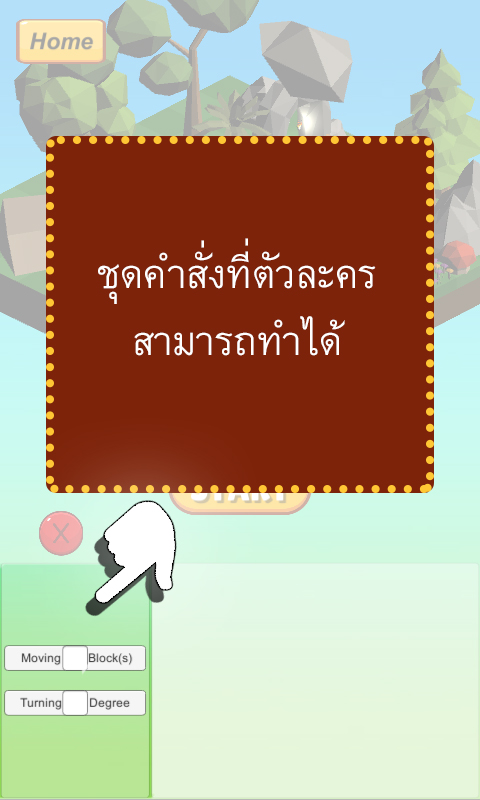 Home
ชุดคำสั่งที่ตัวละคร
สามารถทำได้
START
X
Moving Block(s)
Turning Degree